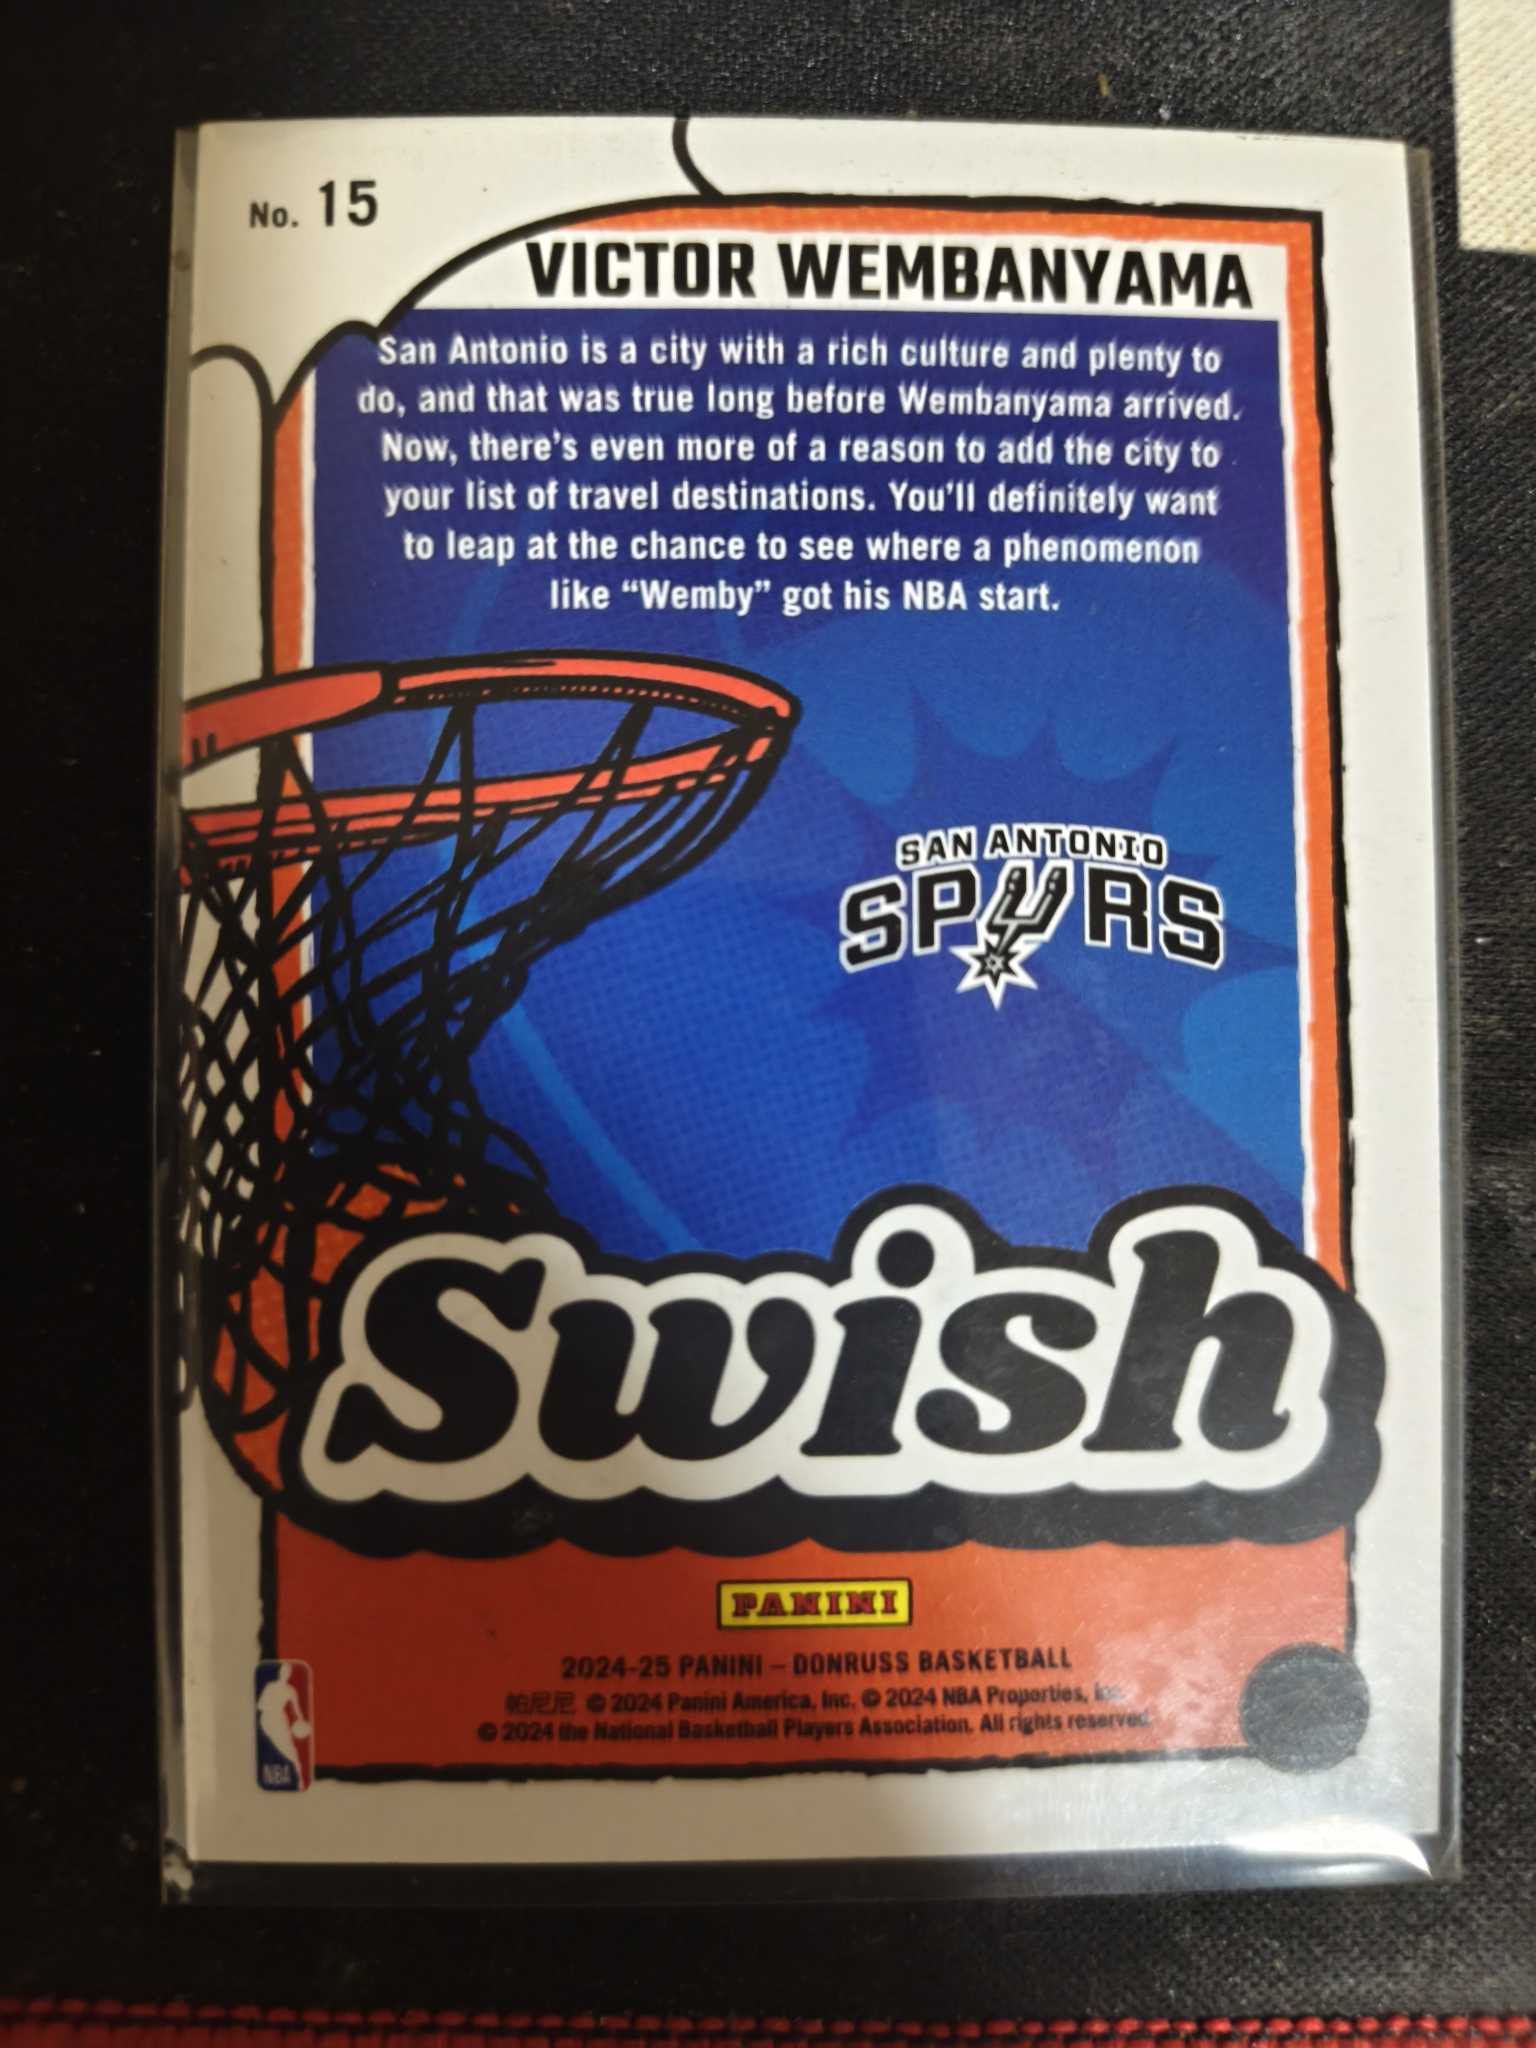 No. 15
VICTOR WEMBANYAMA
San Antonio is a city with a rich culture and plenty to
do, and that was true long before Wembanyama arrived.
Now, there's even more of a reason to add the city to
your list of travel destinations. You'll definitely want
to leap at the chance to see where a phenomenon
like “Wemby” got his NBA start.
SAN ANTONIO
SPURS
Swish
PANINI
2024-25 PANINI – DONRUSS BASKETBALL
帕尼尼 © 2024 Panini America, Inc. © 2024 NBA Properties, Inc.
© 2024 the National Basketball Players Association. All rights reserved.
NBA